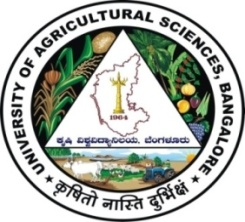 UNIVERSITY OF AGRICULTURAL SCIENCES, BANGALORE
1964
ಕೃಷಿ ವಿಶ್ವವಿದ್ಯಾನಿಲಯ, ಬೆಂಗಳೂರು
कृषितो नास्ति दुर्भिक्षं